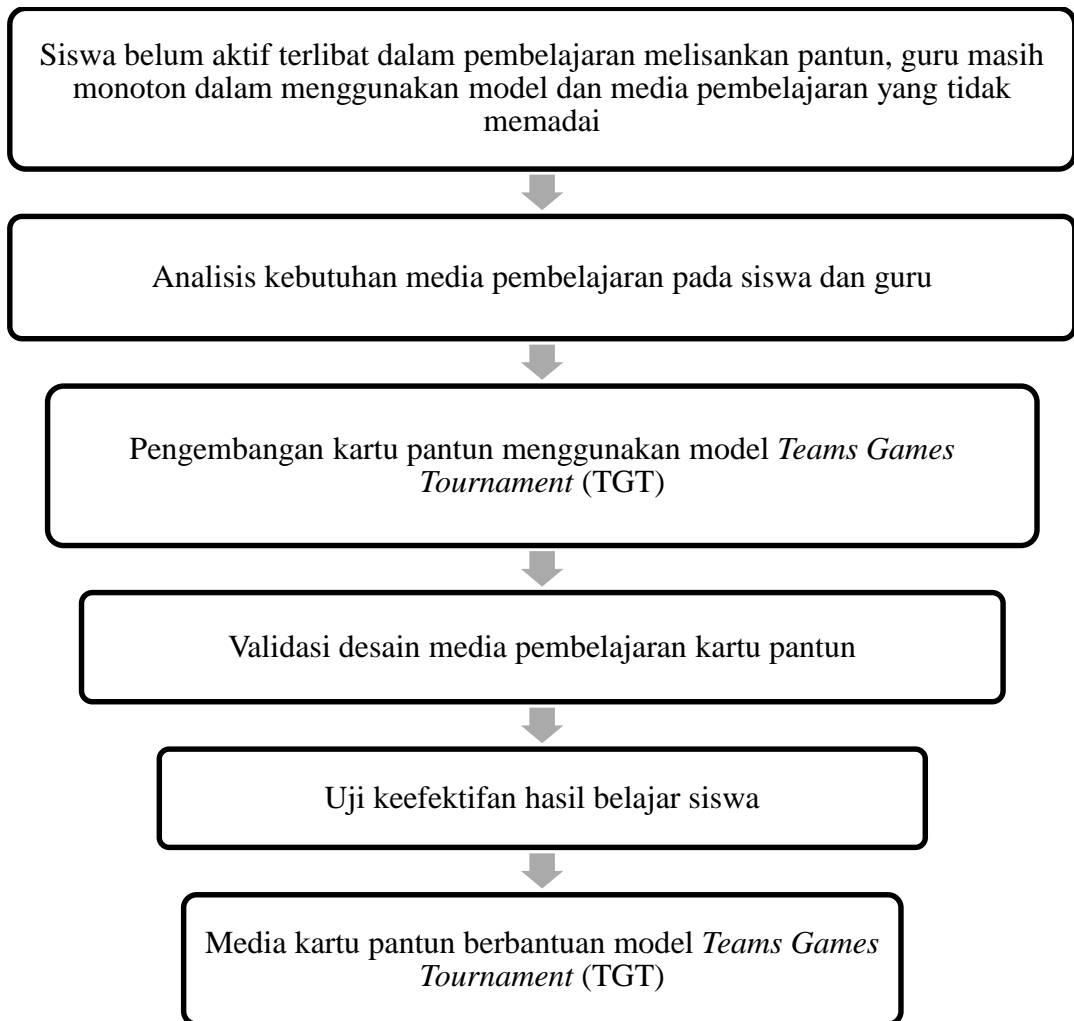 Siswa belum aktif terlibat dalam pembelajaran melisankan pantun, guru masih
monoton dalam menggunakan model dan media pembelajaran yang tidak
memadai
Analisis kebutuhan media pembelajaran pada siswa dan guru
Pengembangan kartu pantun menggunakan model Teams Games
Tournament (TGT)
Validasi desain media pembelajaran kartu pantun
Uji keefektifan hasil belajar siswa
Media kartu pantun berbantuan model Teams Games
Tournament (TGT)